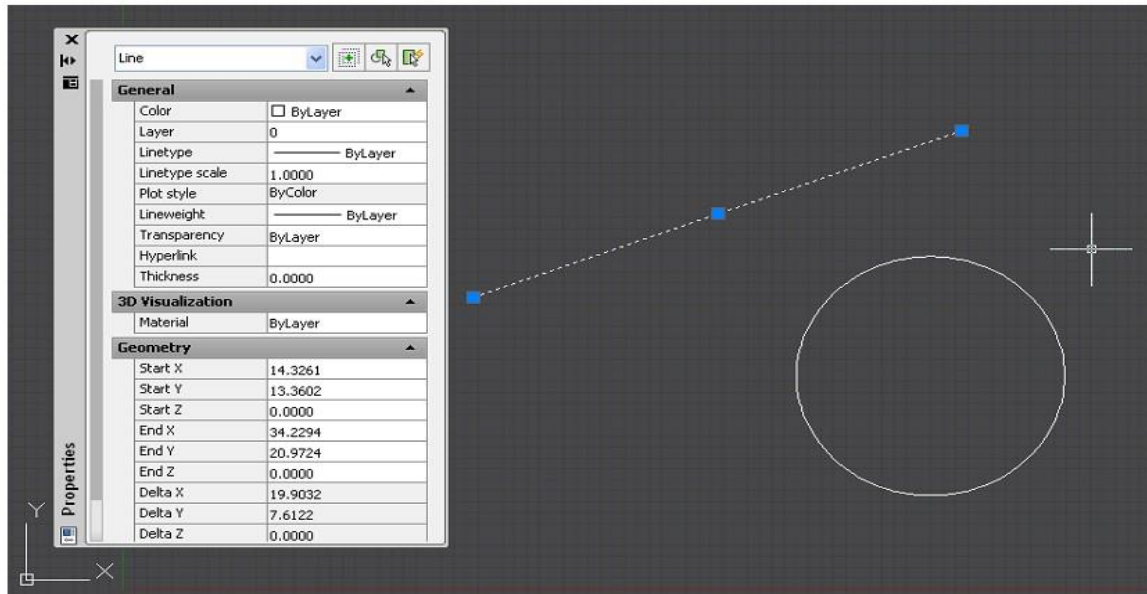 Line
General
Color ByLayer
Layer 0
Linetype ByLayer
Linetype scale 1.0000
Plot style ByColor
Lineweight ByLayer
Transparency ByLayer
Hyperlink
Thickness 0.0000
3D Visualization
Material ByLayer
Geometry
Start X 14.3261
Start Y 13.3602
Start Z 0.0000
End X 34.2294
End Y 20.9724
End Z 0.0000
Delta X 19.9032
Delta Y 7.6122
Delta Z 0.0000
Properties
Y
X